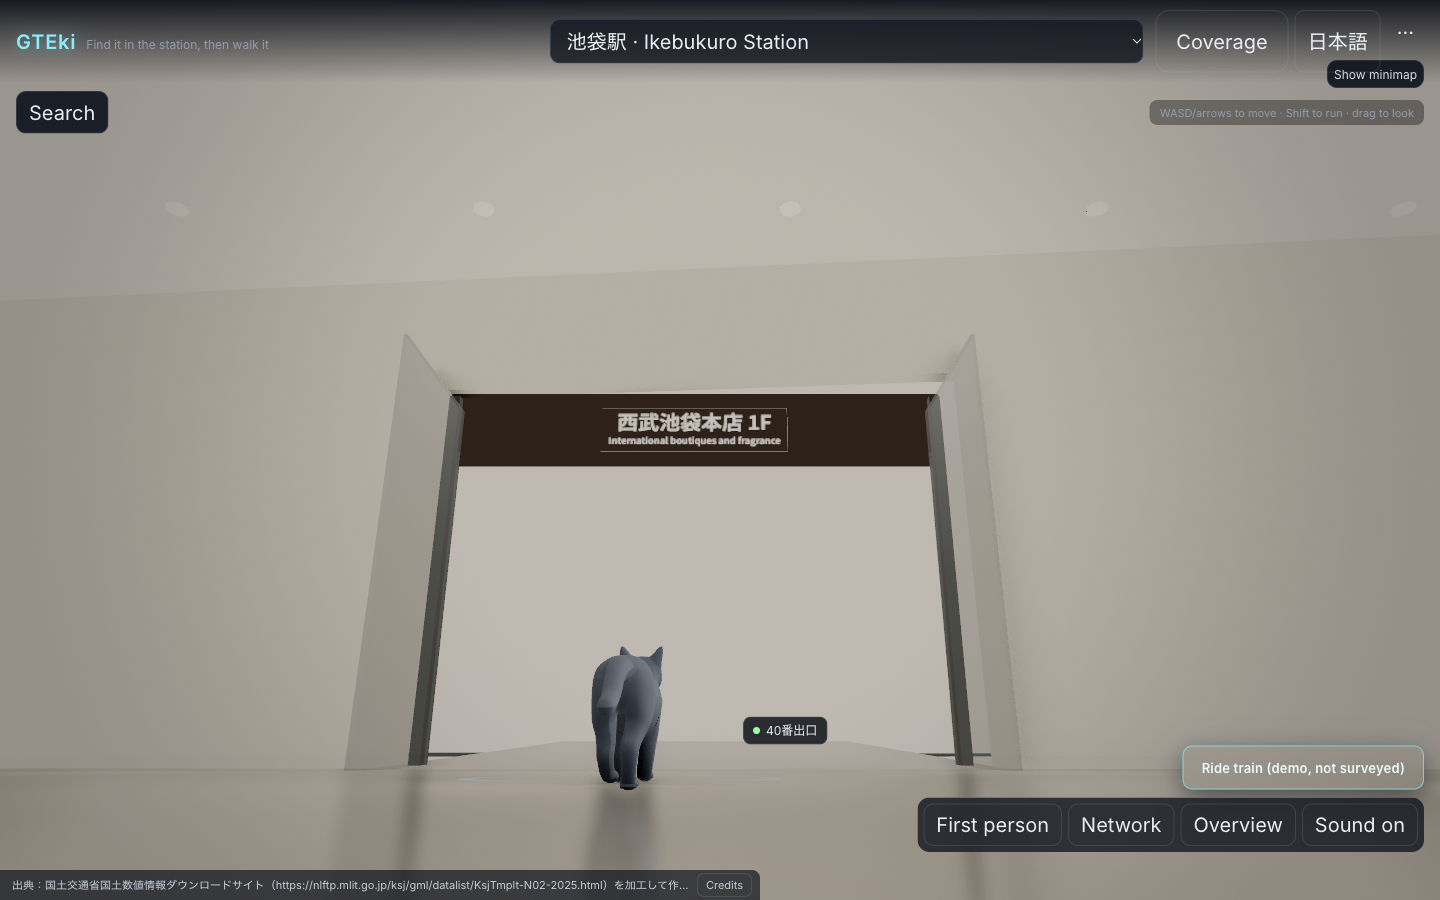 GTEki
Find it in the station, then walk it
池袋駅 · Ikebukuro Station
Coverage
日本語
...
Show minimap
Search
WASD/arrows to move · Shift to run · drag to look
西武池袋本店 1F
International boutiques and fragrance
40番出口
Ride train (demo, not surveyed)
First person
Network
Overview
Sound on
出典：国土交通省国土数値情報ダウンロードサイト（https://nlftp.mlit.go.jp/ksj/gml/datalist/KsjTmplt-N02-2025.html）を加工して作...
Credits